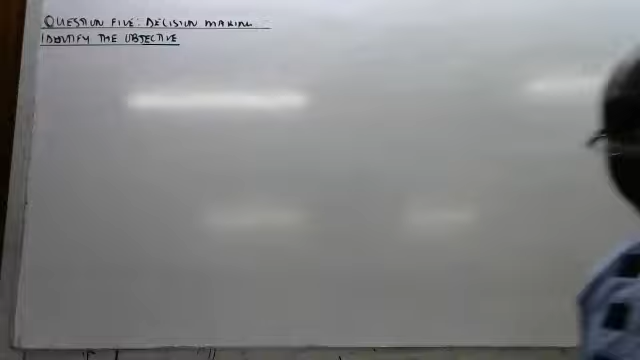 QUESTION FIVE: DECISION MAKING
IDENTIFY THE OBJECTIVE